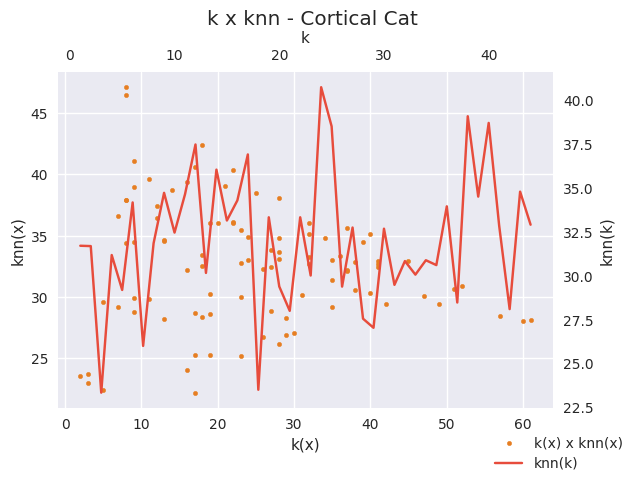 k x knn - Cortical Cat
k
0 10 20 30 40
45 40 35 30 25
knn(x)
40.0 37.5 35.0 32.5 30.0 27.5 25.0 22.5
knn(k)
0 10 20 30 40 50 60
k(x)
k(x) x knn(x)
knn(k)